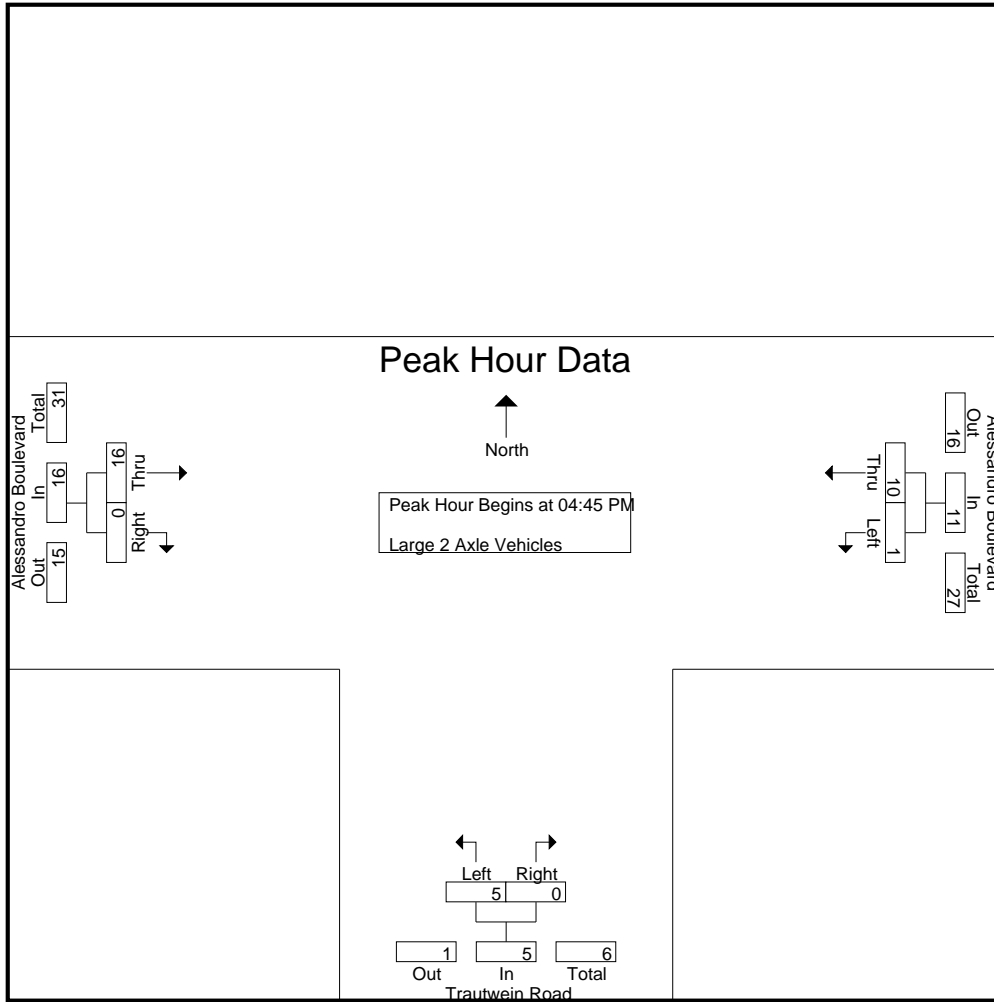 Peak Hour Data
North
Peak Hour Begins at 04:45 PM
Large 2 Axle Vehicles
Alessandro Boulevard
Total
31
In
16
Out
15
Thru
16
Right
0
Alessandro Boulevard
Out
16
In
11
Total
27
Thru
10
Left
1
Left Right
5 0
1 5 6
Out In Total
Trautwein Road